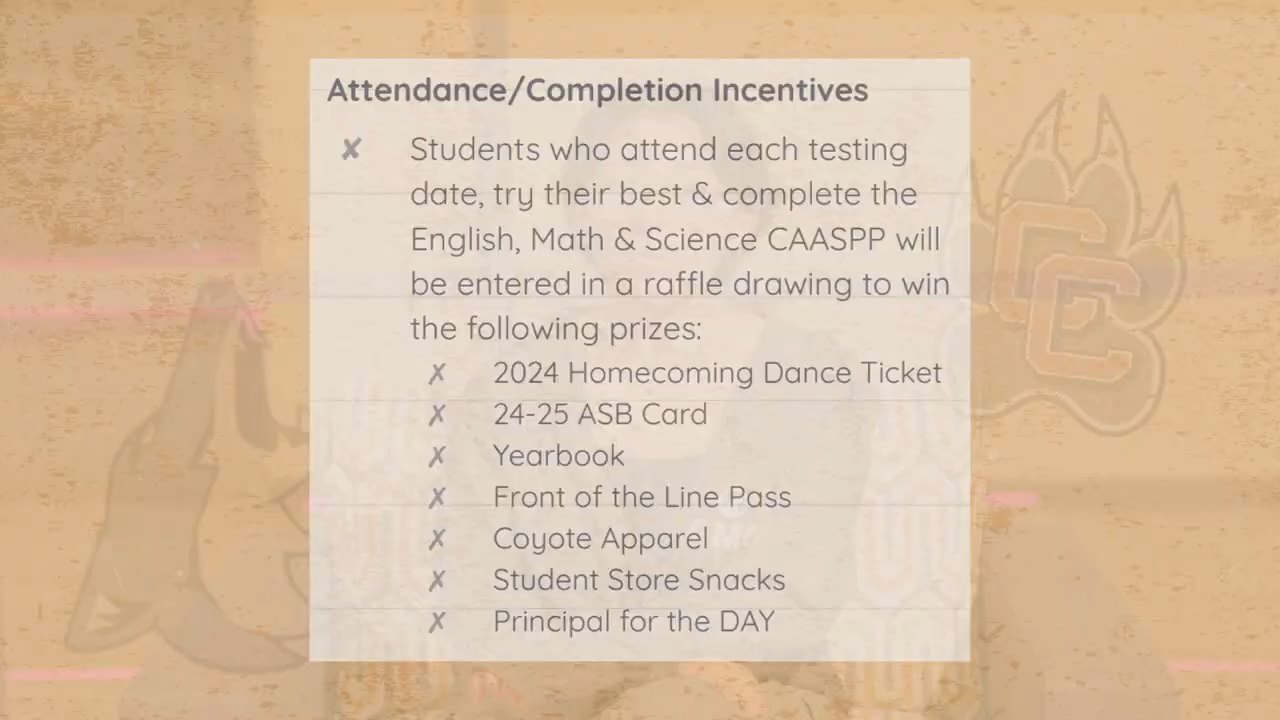 Attendance/Completion Incentives
✘ Students who attend each testing
date, try their best & complete the
English, Math & Science CAASPP will
be entered in a raffle drawing to win
the following prizes:
✗ 2024 Homecoming Dance Ticket
✗ 24-25 ASB Card
✗ Yearbook
✗ Front of the Line Pass
✗ Coyote Apparel
✗ Student Store Snacks
✗ Principal for the DAY
CC